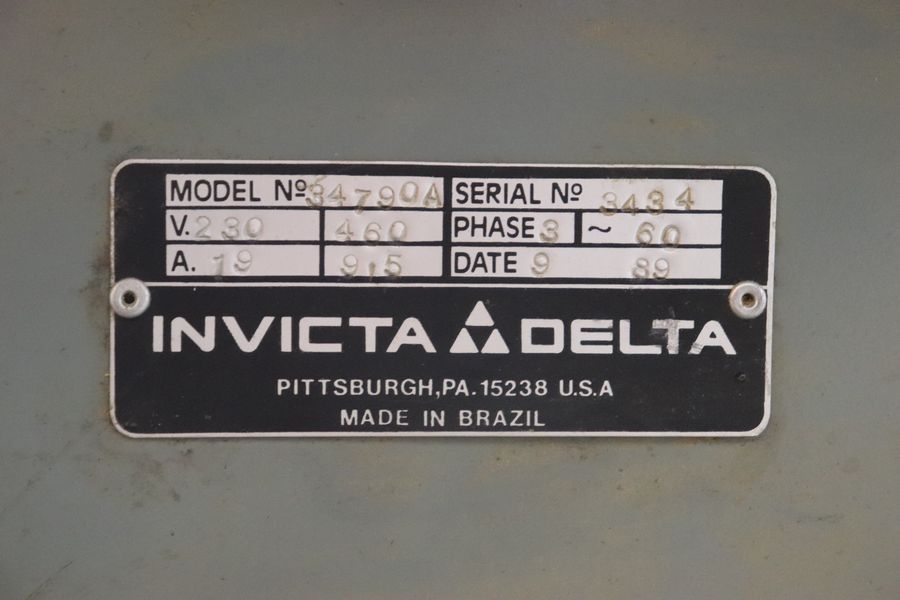 MODEL Nº 34790A SERIAL Nº 3434
V. 230 460 PHASE 3 ~ 60
A. 19 9.5 DATE 9 89
INVICTA DELTA
PITTSBURGH, PA. 15238 U.S.A
MADE IN BRAZIL